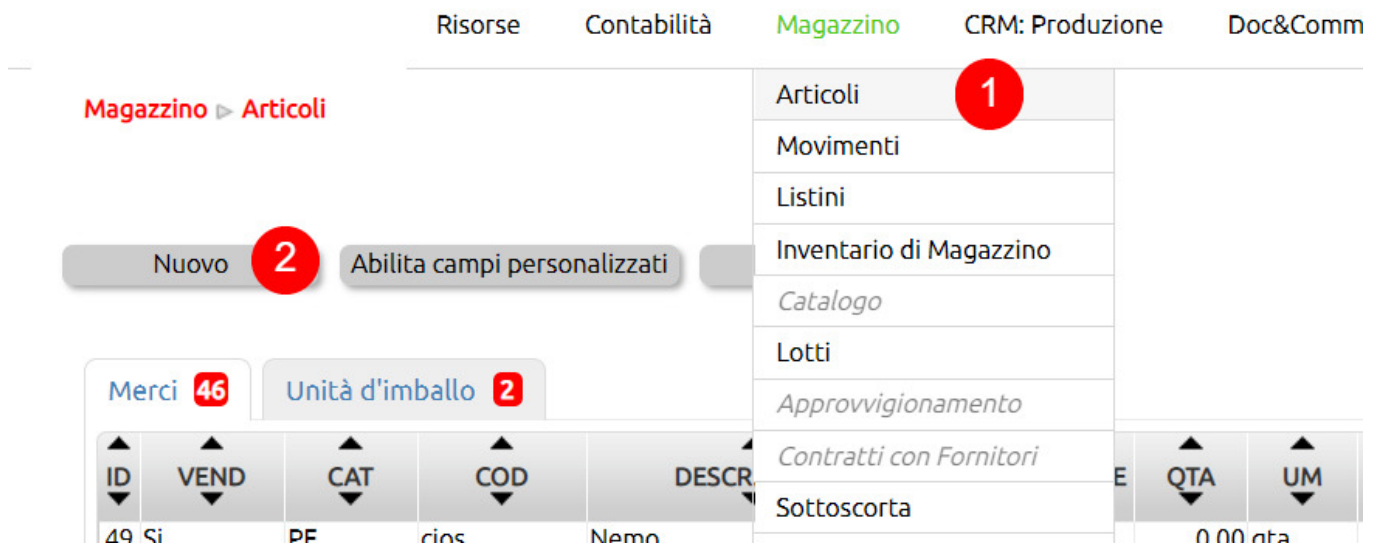 Risorse Contabilità Magazzino CRM: Produzione Doc&Comm
Magazzino ▹ Articoli
Articoli 1
Movimenti
Listini
Inventario di Magazzino
Catalogo
Lotti
Approvvigionamento
Contratti con Fornitori
Sottoscorta
Nuovo 2 Abilita campi personalizzati
Merci 46 Unità d'imballo 2
ID VEND CAT COD DESCR E QTA UM
49 Si PF cios Nemo 0.00 qta